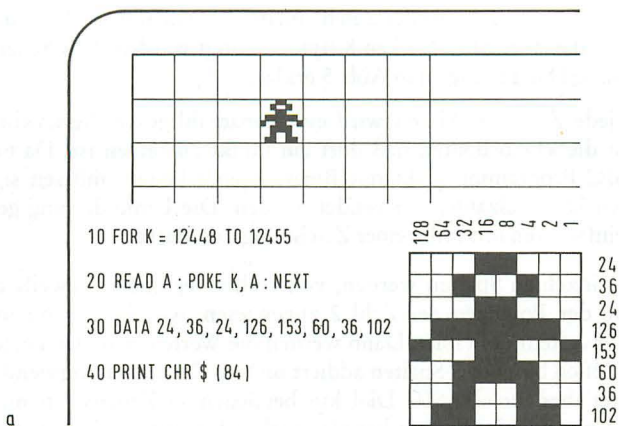 10 FOR K = 12448 TO 12455
20 READ A : POKE K, A : NEXT
30 DATA 24, 36, 24, 126, 153, 60, 36, 102
40 PRINT CHR $ (84)
128 64 32 16 8 4 2 1
24
36
24
126
153
60
36
102